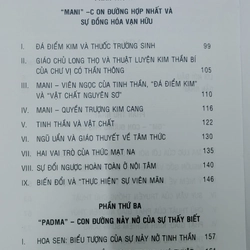 "MANI" -C ON ĐƯỜNG HỢP NHẤT VÀ
SỰ ĐỒNG HÓA VẠN HỮU
I. ĐÁ ĐIỂM KIM VÀ THUỐC TRƯỜNG SINH 99
II. GIÁO CHỦ LONG THỌ VÀ THUẬT LUYỆN KIM THẦN BÍ
CỦA CHƯ VỊ CÓ THẦN THÔNG 105
III. MANI - VIÊN NGỌC CỦA TINH THẦN, "ĐÁ ĐIỂM KIM"
VÀ "VẬT CHẤT NGUYÊN SƠ" 110
IV. MANI - QUYỀN TRƯỢNG KIM CANG 116
V. TINH THẦN VÀ VẬT CHẤT 122
VI. NGŨ UẨN VÀ GIÁO THUYẾT VỀ TÂM THỨC 130
VII. HAI VAI TRÒ CỦA THỨC MẠT NA 135
VIII. SỰ ĐỔI NGƯỢC HOÀN TOÀN Ở NỘI TÂM 140
IX. BIẾN ĐỔI VÀ "THỰC HIỆN" SỰ VIÊN MÃN 146
PHẦN THỨ BA
"PADMA" - CON ĐƯỜNG NẢY NỞ CỦA SỰ THẤY BIẾT
I. HOA SEN: BIỂU TƯỢNG CỦA SỰ NẢY NỞ TINH THẦN 157